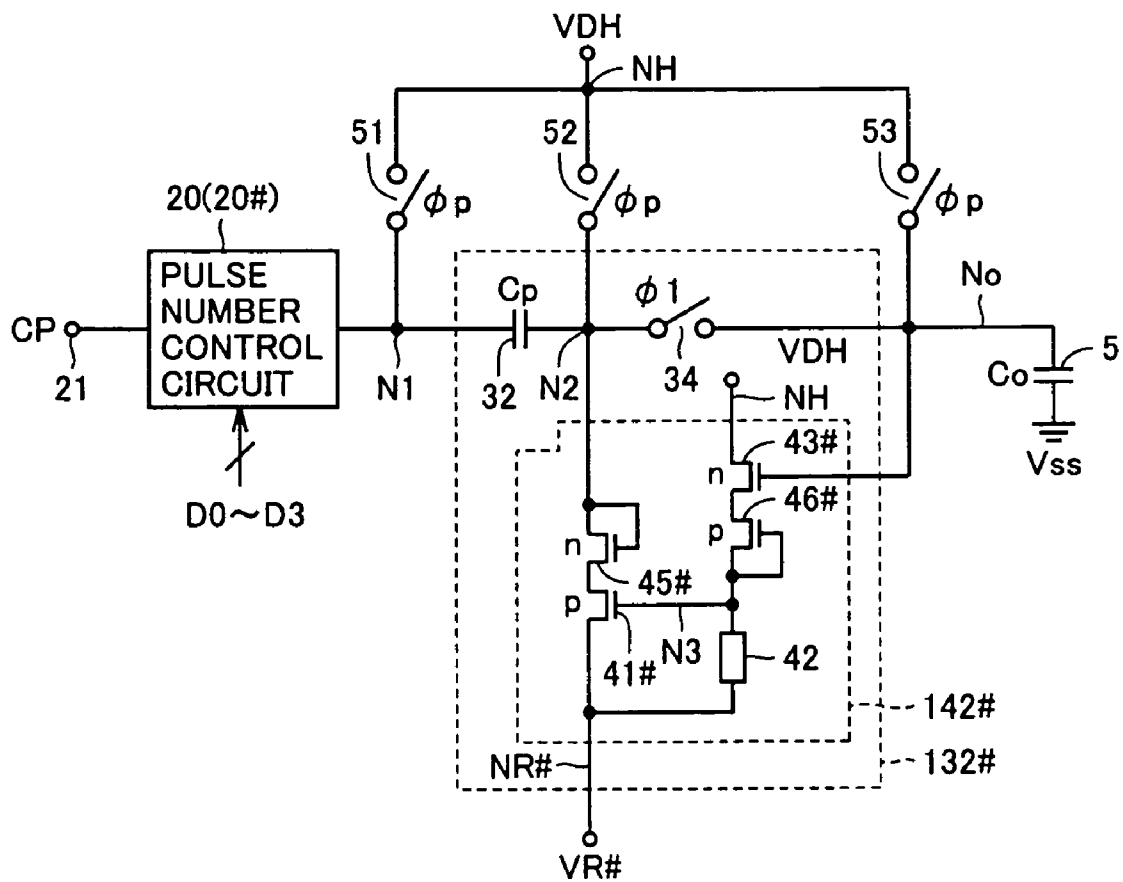 VDH
NH
51
52
53
ϕp
ϕp
ϕp
20(20#)
PULSE
NUMBER
CONTROL
CIRCUIT
CP
21
D0～D3
N1
Cp
32
N2
ϕ1
34
VDH
No
Co
5
Vss
NH
43#
n
46#
p
n
45#
p
41#
N3
42
142#
132#
NR#
VR#